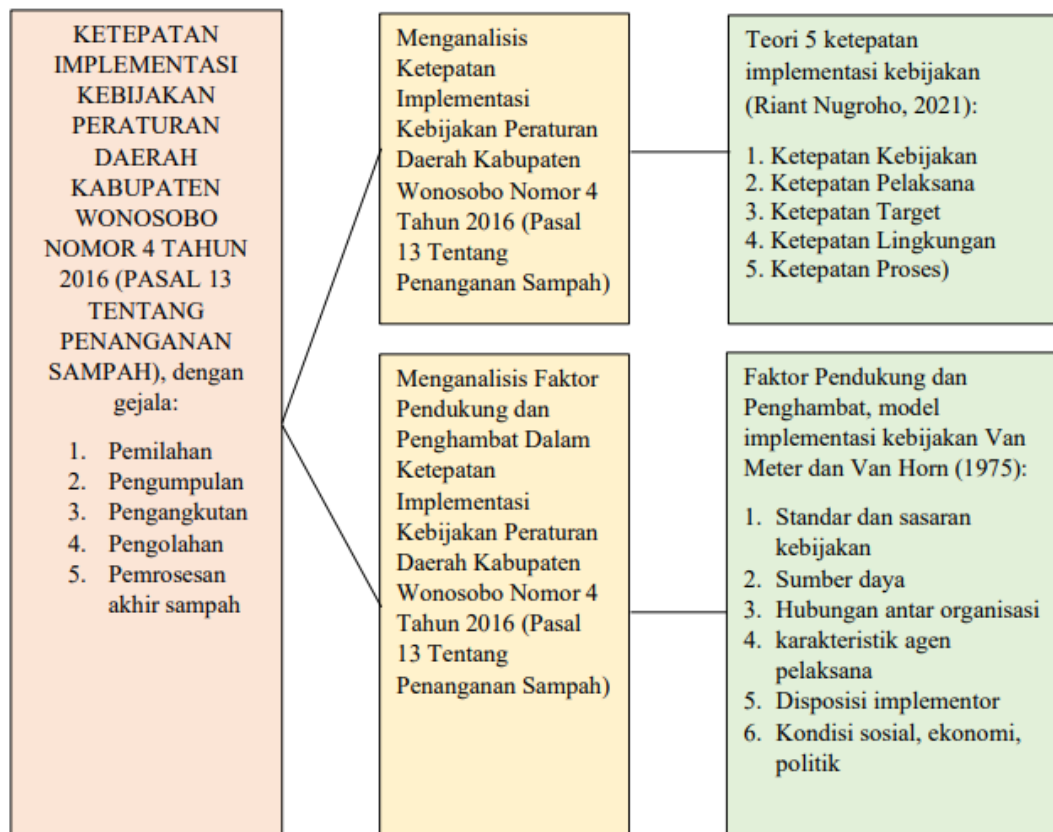 KETEPATAN
IMPLEMENTASI
KEBIJAKAN
PERATURAN
DAERAH
KABUPATEN
WONOSOBO
NOMOR 4 TAHUN
2016 (PASAL 13
TENTANG
PENANGANAN
SAMPAH), dengan
gejala:
1. Pemilahan
2. Pengumpulan
3. Pengangkutan
4. Pengolahan
5. Pemrosesan
akhir sampah
Menganalisis
Ketepatan
Implementasi
Kebijakan Peraturan
Daerah Kabupaten
Wonosobo Nomor 4
Tahun 2016 (Pasal
13 Tentang
Penanganan Sampah)
Teori 5 ketepatan
implementasi kebijakan
(Riant Nugroho, 2021):
1. Ketepatan Kebijakan
2. Ketepatan Pelaksana
3. Ketepatan Target
4. Ketepatan Lingkungan
5. Ketepatan Proses)
Menganalisis Faktor
Pendukung dan
Penghambat Dalam
Ketepatan
Implementasi
Kebijakan Peraturan
Daerah Kabupaten
Wonosobo Nomor 4
Tahun 2016 (Pasal
13 Tentang
Penanganan Sampah)
Faktor Pendukung dan
Penghambat, model
implementasi kebijakan Van
Meter dan Van Horn (1975):
1. Standar dan sasaran
kebijakan
2. Sumber daya
3. Hubungan antar organisasi
4. karakteristik agen
pelaksana
5. Disposisi implementor
6. Kondisi sosial, ekonomi,
politik